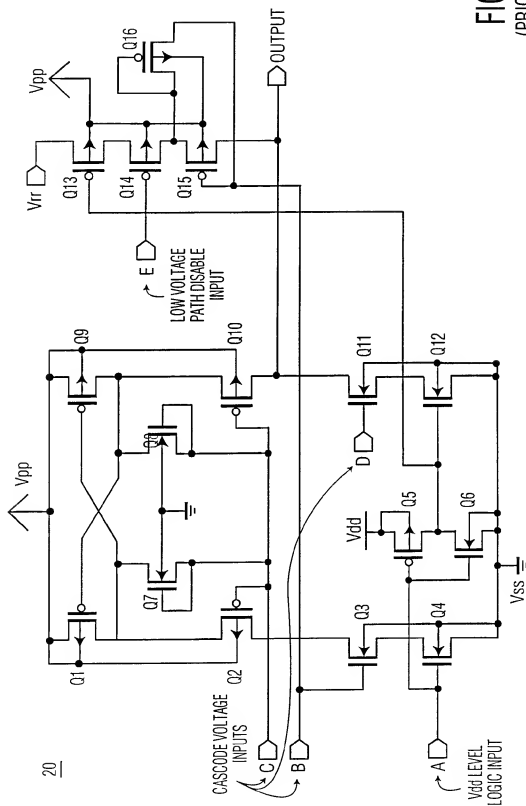 FIG
(PRIO
20
Vpp
Q1
Q9
Q7
Q8
Q2
Q10
CASCODE VOLTAGE
INPUTS
C
B
D
Q3
Q11
Vdd
Q5
Q4
Q6
Q12
A
Vdd LEVEL
LOGIC INPUT
Vss
Vrr
Vpp
Q13
Q14
Q15
Q16
E
LOW VOLTAGE
PATH DISABLE
INPUT
OUTPUT